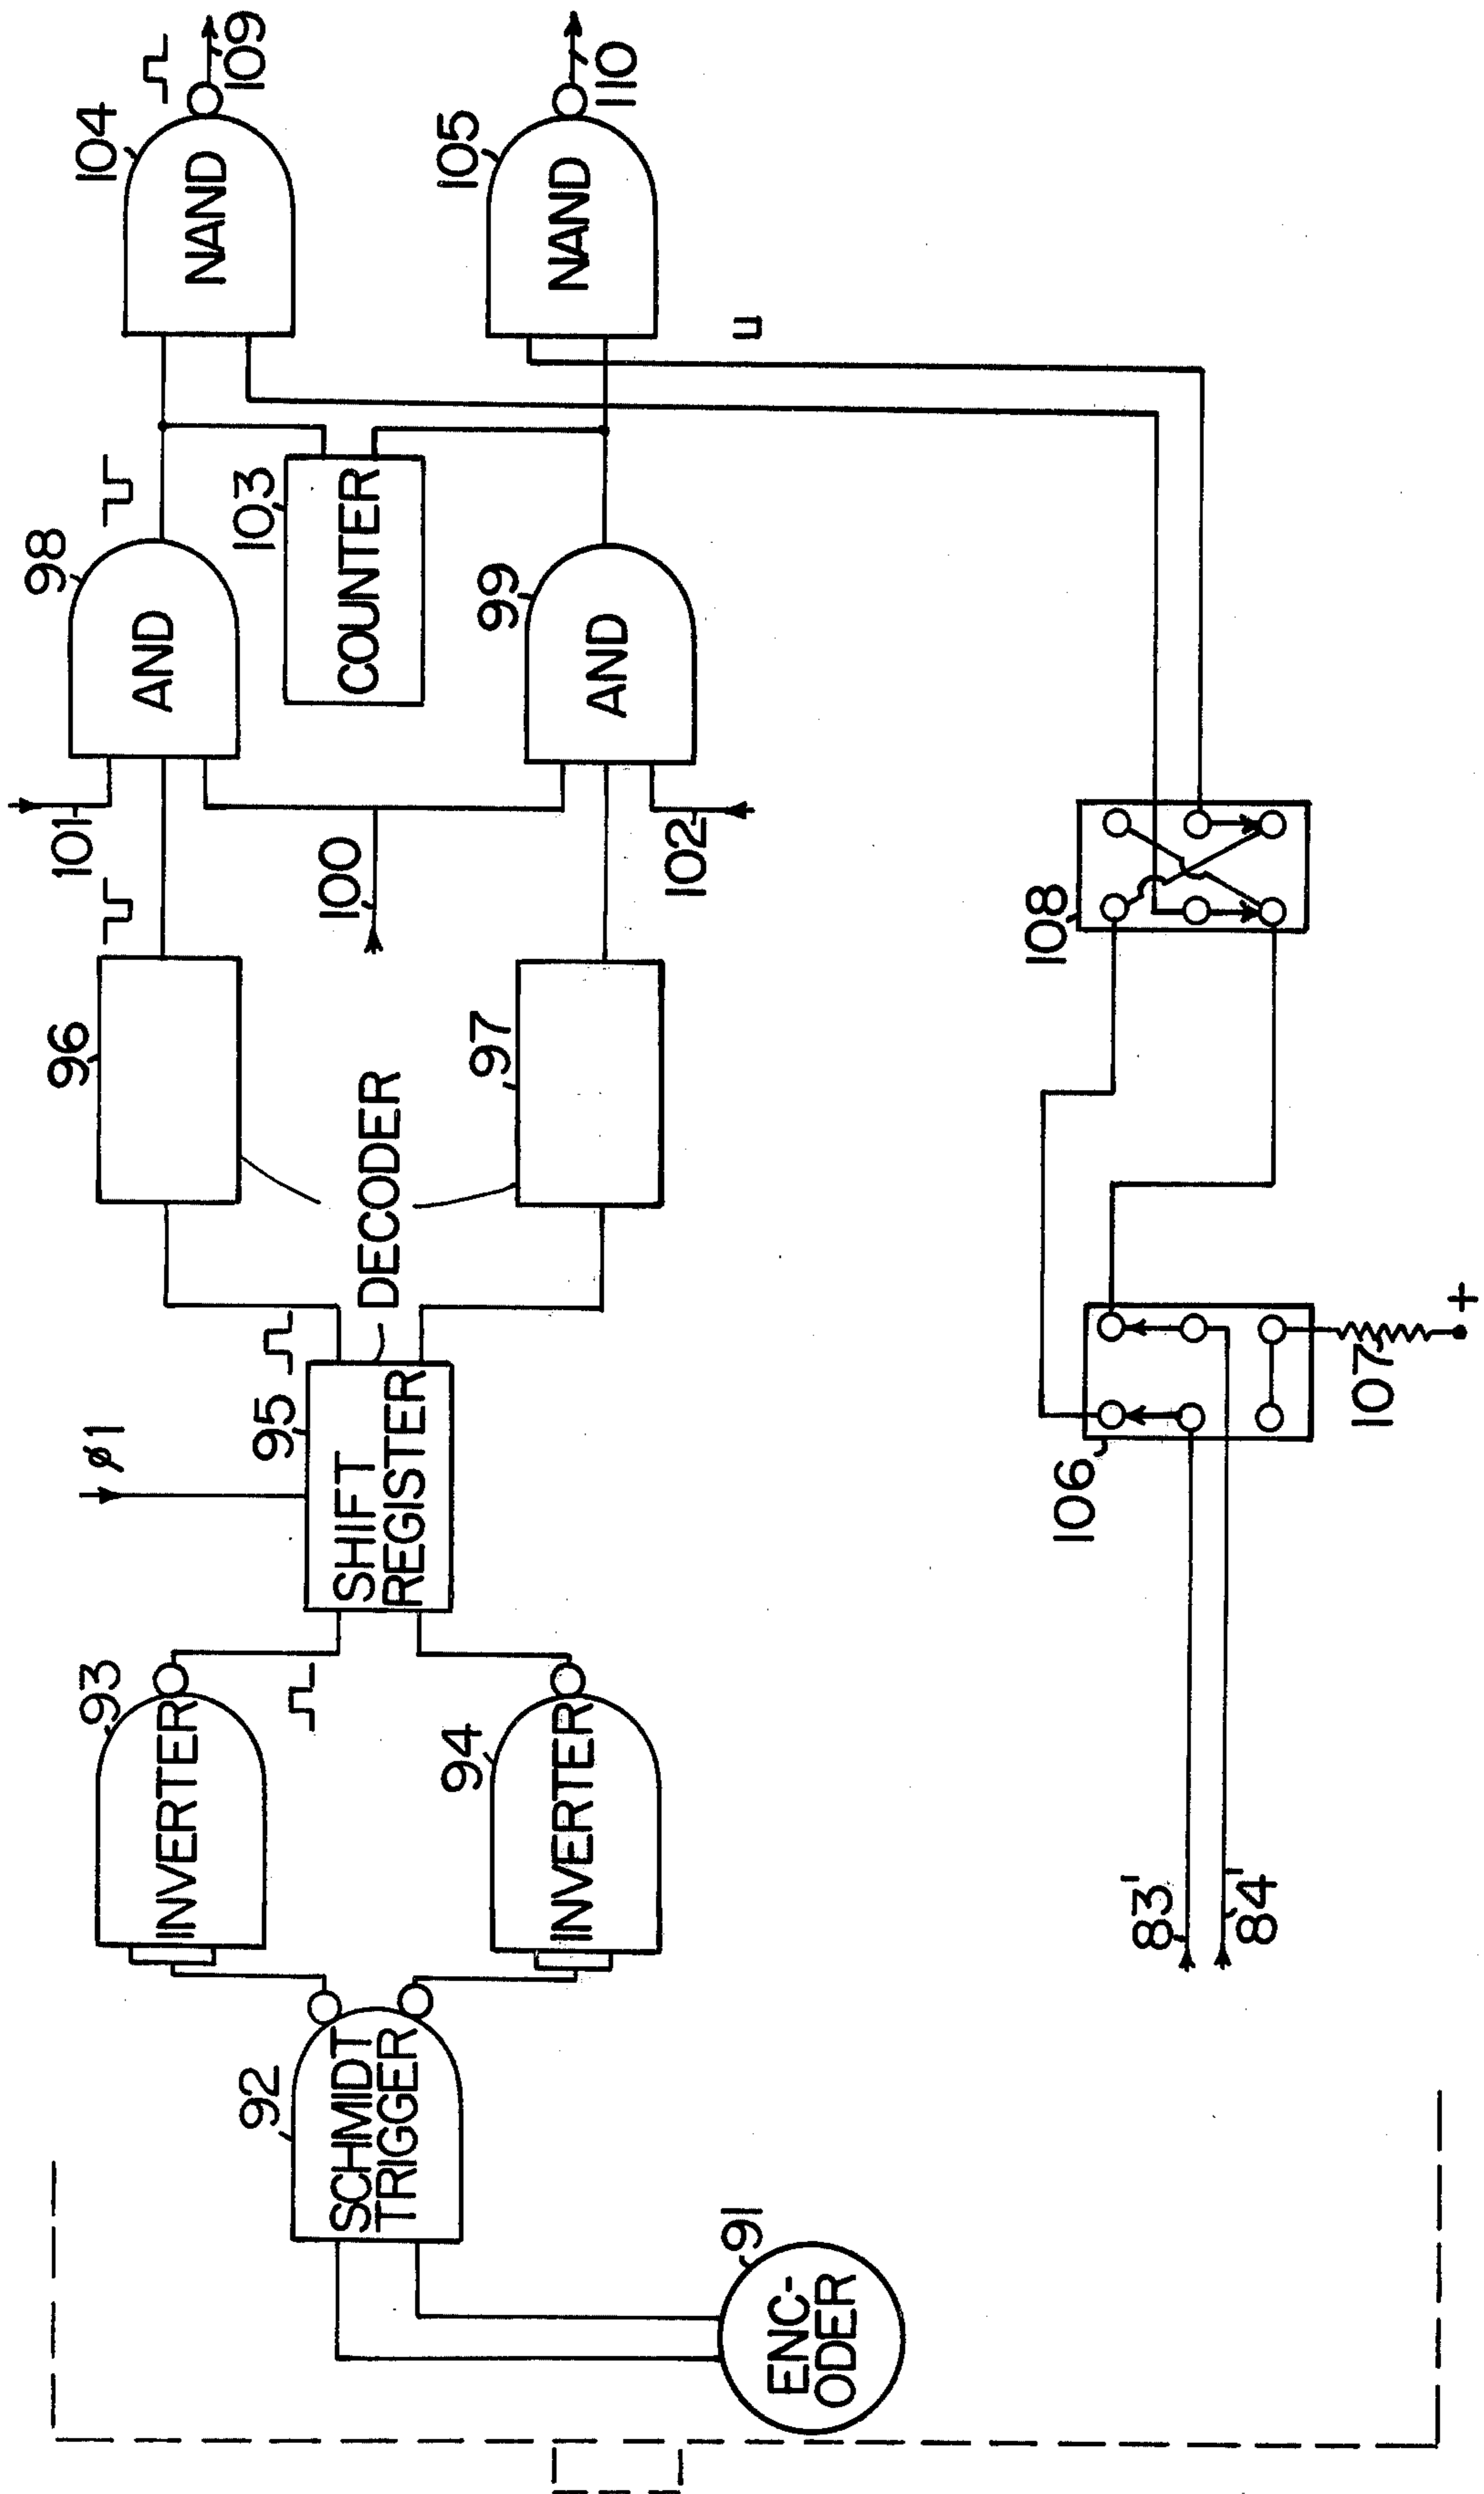 91
ENC-
ODER
92
SCHMIDT
TRIGGER
93
INVERTER
94
INVERTER
ø1
95
SHIFT
REGISTER
DECODER
96
97
100
101
102
98
AND
99
AND
103
COUNTER
104
NAND
105
NAND
109
110
83'
84'
106
107
+
108